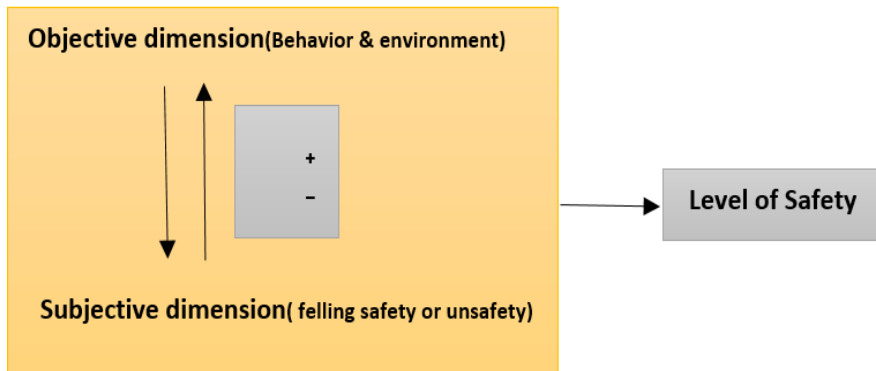 Objective dimension(Behavior & environment)
+
–
Level of Safety
Subjective dimension( felling safety or unsafety)